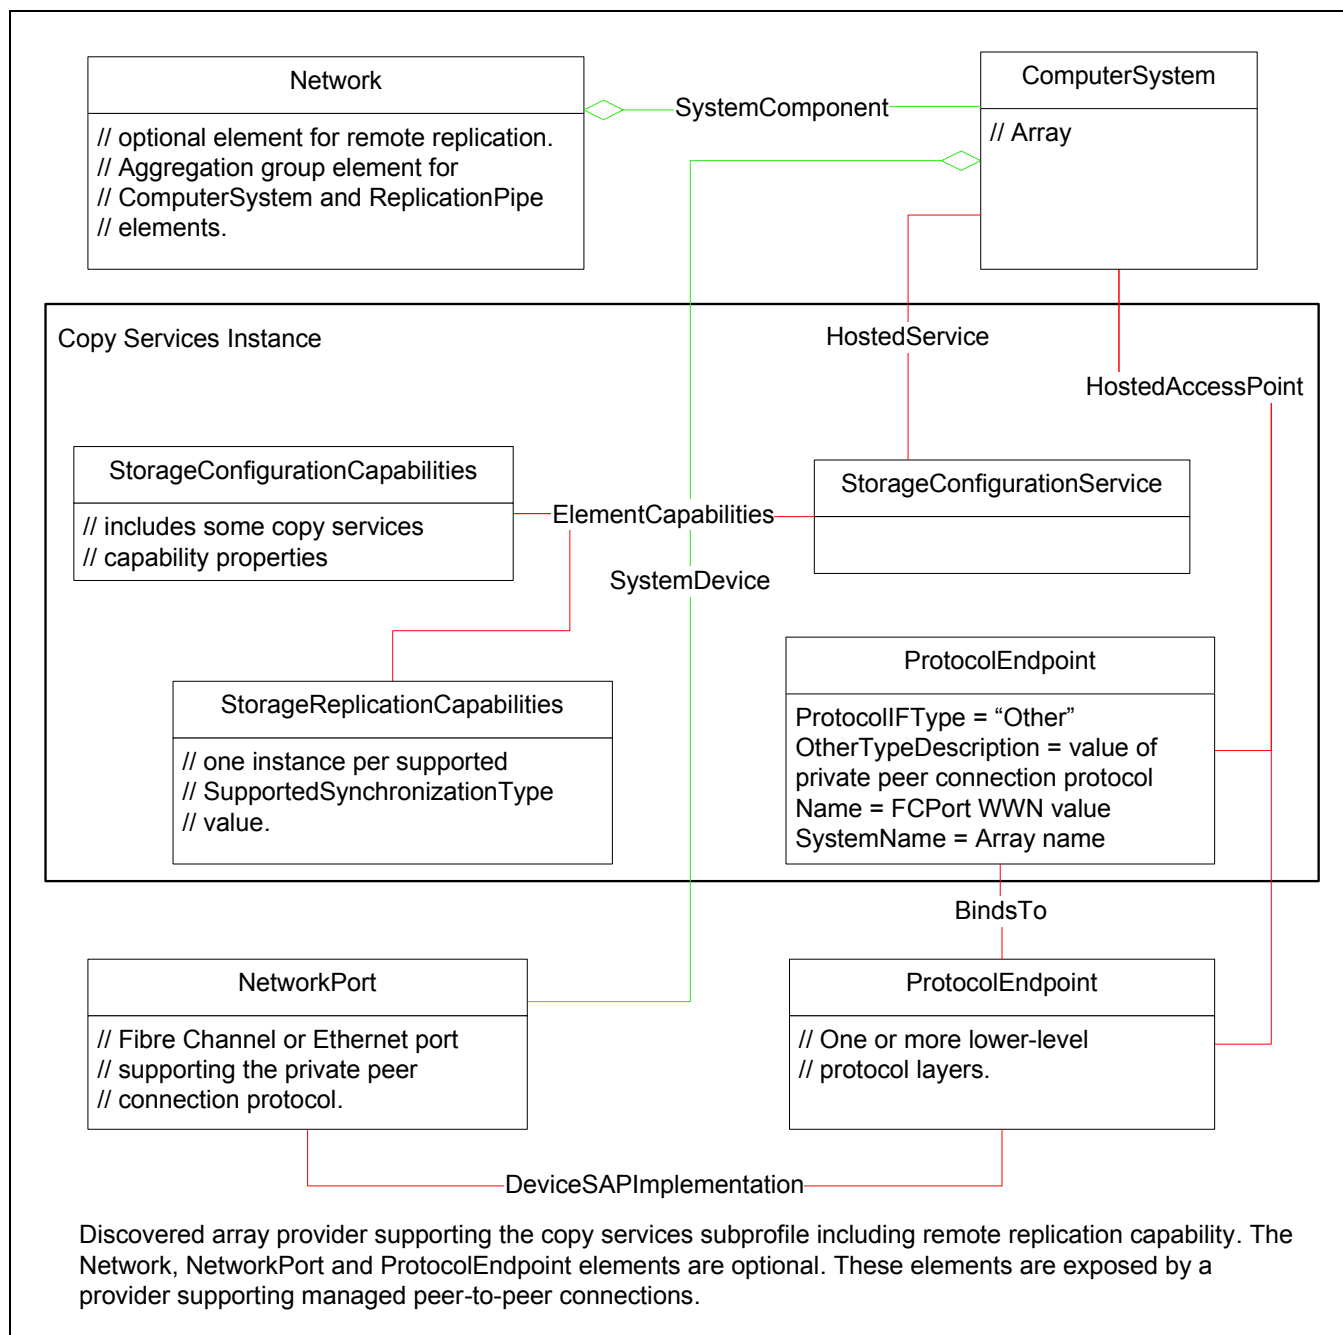 Network
// optional element for remote replication.
// Aggregation group element for
// ComputerSystem and ReplicationPipe
// elements.
SystemComponent
ComputerSystem
// Array
Copy Services Instance
HostedService
HostedAccessPoint
StorageConfigurationCapabilities
// includes some copy services
// capability properties
ElementCapabilities
StorageConfigurationService
SystemDevice
StorageReplicationCapabilities
// one instance per supported
// SupportedSynchronizationType
// value.
ProtocolEndpoint
ProtocolIFType = “Other”
OtherTypeDescription = value of
private peer connection protocol
Name = FCPort WWN value
SystemName = Array name
BindsTo
NetworkPort
// Fibre Channel or Ethernet port
// supporting the private peer
// connection protocol.
ProtocolEndpoint
// One or more lower-level
// protocol layers.
DeviceSAPImplementation
Discovered array provider supporting the copy services subprofile including remote replication capability. The
Network, NetworkPort and ProtocolEndpoint elements are optional. These elements are exposed by a
provider supporting managed peer-to-peer connections.